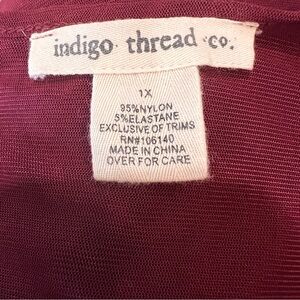 indigo thread co.
1X
95%NYLON
5%ELASTANE
EXCLUSIVE OF TRIMS
RN#106140
MADE IN CHINA
OVER FOR CARE